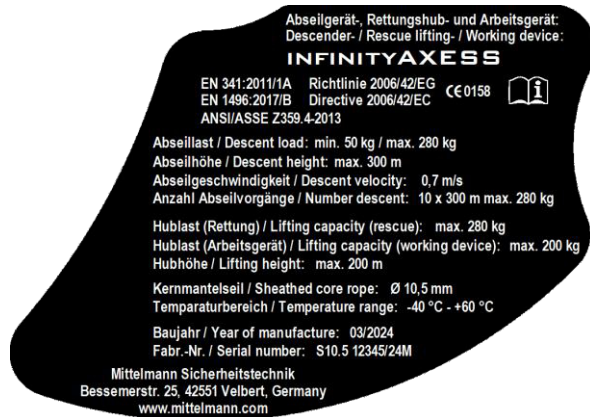 Abseilgerät-, Rettungshub- und Arbeitsgerät:
Descender- / Rescue lifting- / Working device:
INFINITYAXESS
EN 341:2011/1A Richtlinie 2006/42/EG
EN 1496:2017/B Directive 2006/42/EC CE 0158
ANSI/ASSE Z359.4-2013
Abseillast / Descent load: min. 50 kg / max. 280 kg
Abseilhöhe / Descent height: max. 300 m
Abseilgeschwindigkeit / Descent velocity: 0,7 m/s
Anzahl Abseilvorgänge / Number descent: 10 x 300 m max. 280 kg
Hublast (Rettung) / Lifting capacity (rescue): max. 280 kg
Hublast (Arbeitsgerät) / Lifting capacity (working device): max. 200 kg
Hubhöhe / Lifting height: max. 200 m
Kernmantelseil / Sheathed core rope: Ø 10,5 mm
Temparaturbereich / Temperature range: -40 °C - +60 °C
Baujahr / Year of manufacture: 03/2024
Fabr.-Nr. / Serial number: S10.5 12345/24M
Mittelmann Sicherheitstechnik
Bessemerstr. 25, 42551 Velbert, Germany
www.mittelmann.com